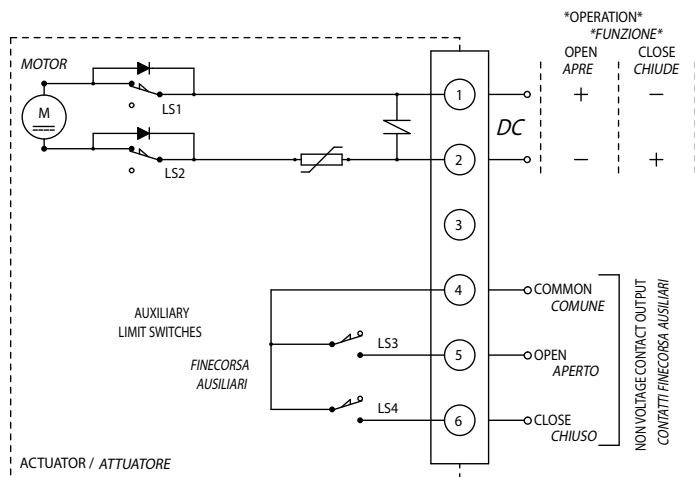 *OPERATION*
*FUNZIONE*
OPEN
APRE
CLOSE
CHIUDE
MOTOR
M
LS1
LS2
1
DC
+
−
2
−
+
3
4
COMMON
COMUNE
AUXILIARY
LIMIT SWITCHES
FINECORSA
AUSILIARI
LS3
5
OPEN
APERTO
LS4
6
CLOSE
CHIUSO
NON VOLTAGE CONTACT OUTPUT
CONTATTI FINECORSA AUSILIARI
ACTUATOR / ATTUATORE